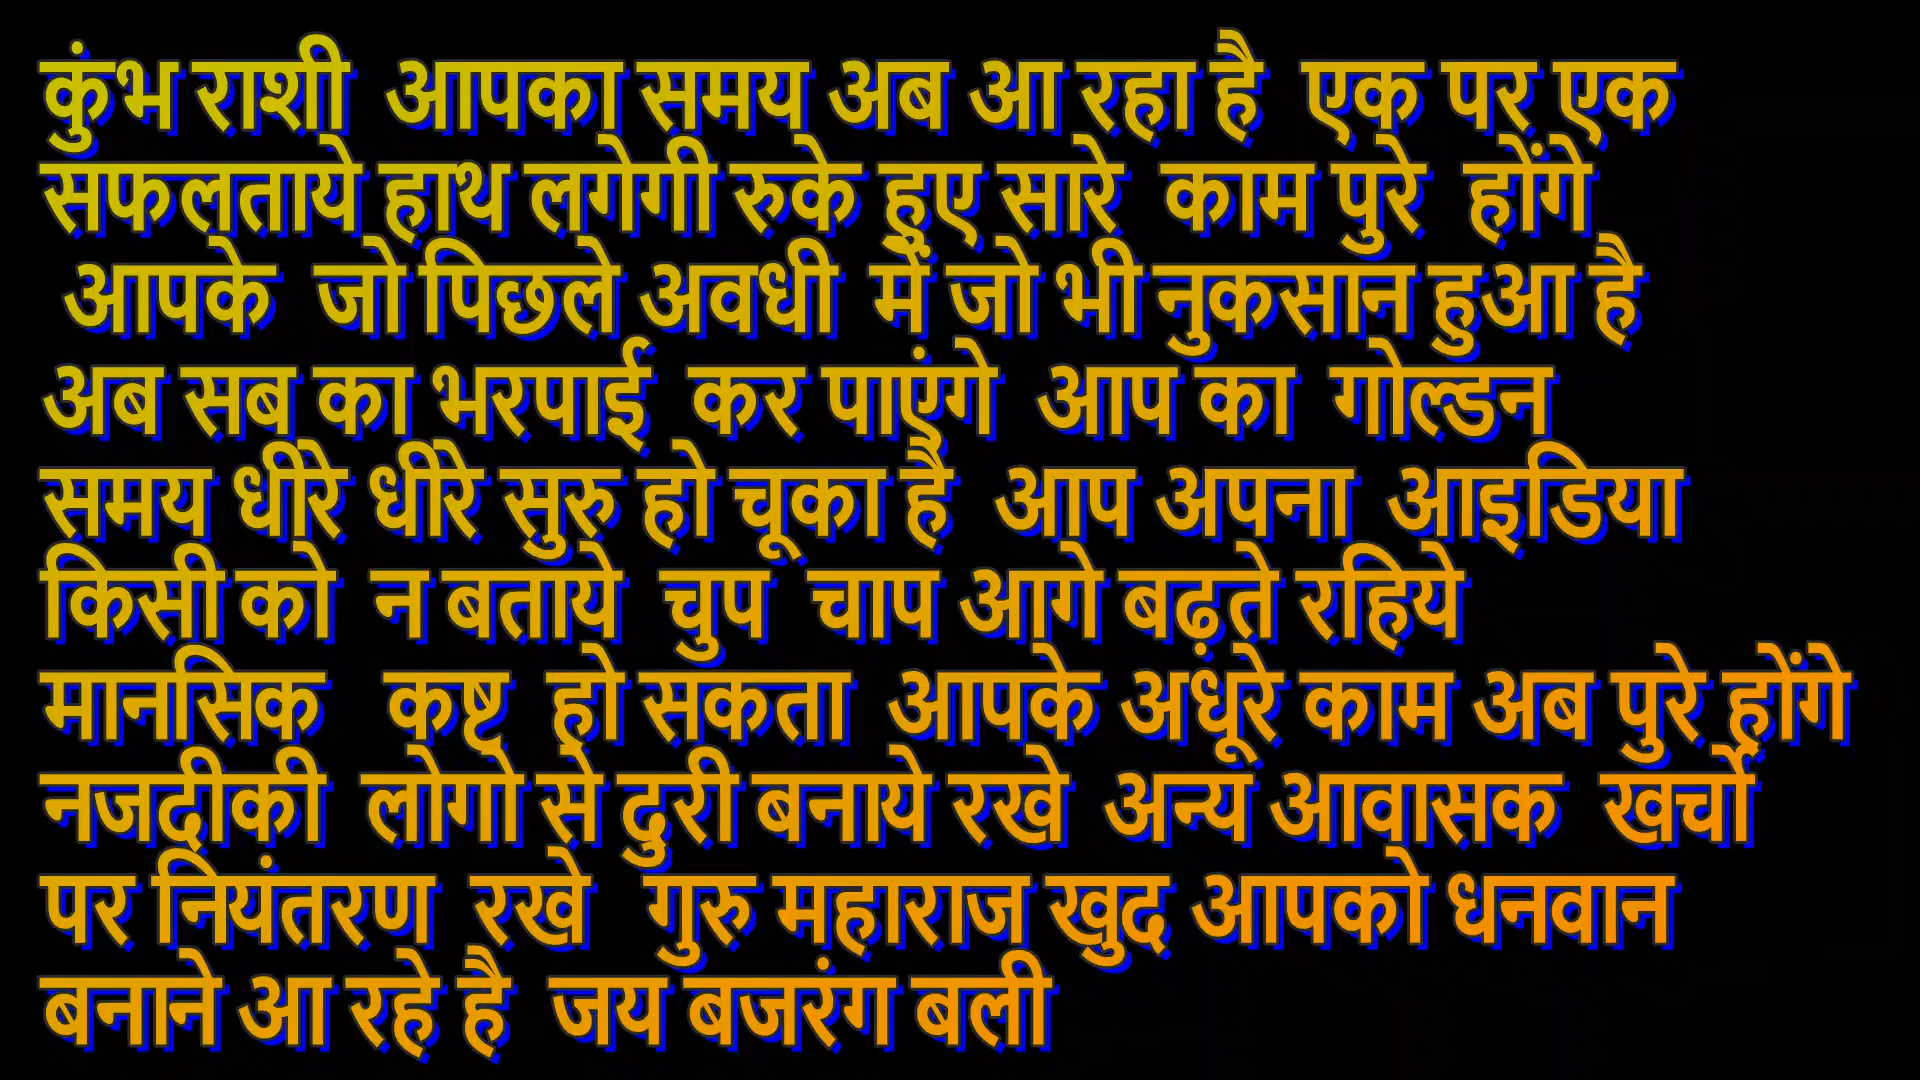 कुंभ राशी आपका समय अब आ रहा है एक पर एक
सफलताये हाथ लगेगी रुके हुए सारे काम पुरे होंगे
आपके जो पिछले अवधी में जो भी नुकसान हुआ है
अब सब का भरपाई कर पाएंगे आप का गोल्डन
समय धीरे धीरे सुरु हो चूका है आप अपना आइडिया
किसी को न बताये चुप चाप आगे बढ़ते रहिये
मानसिक कष्ट हो सकता आपके अधूंरे काम अब पुरे होंगे
नजदीकी लोगो से दुरी बनाये रखे अन्य आवासक खर्चो
पर नियंतरण रखे गुरु महाराज खुद आपको धनवान
बनाने आ रहे है जय बजरंग बली